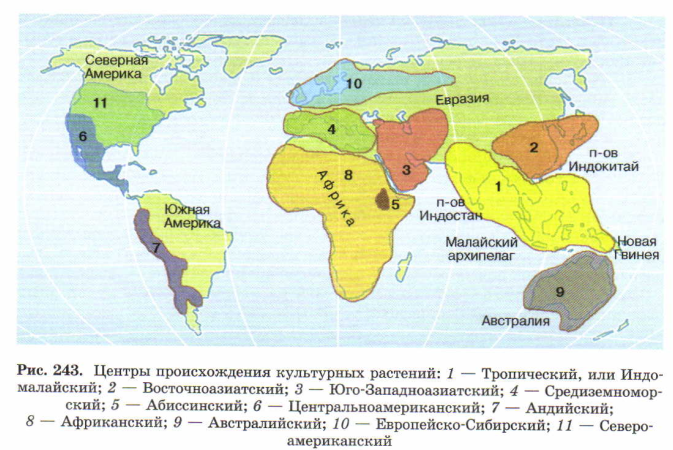 Северная
Америка
11
6
10
Евразия
4
3
2
п-ов
Индокитай
8
Африка
5
1
п-ов
Индостан
Южная
Америка
7
Малайский
архипелаг
Новая
Гвинея
9
Австралия
Рис. 243. Центры происхождения культурных растений: 1 — Тропический, или Индо-
малайский; 2 — Восточноазиатский; 3 — Юго-Западноазиатский; 4 — Средиземномор-
ский; 5 — Абиссинский; 6 — Центральноамериканский; 7 — Андийский;
8 — Африканский; 9 — Австралийский; 10 — Европейско-Сибирский; 11 — Северо-
американский